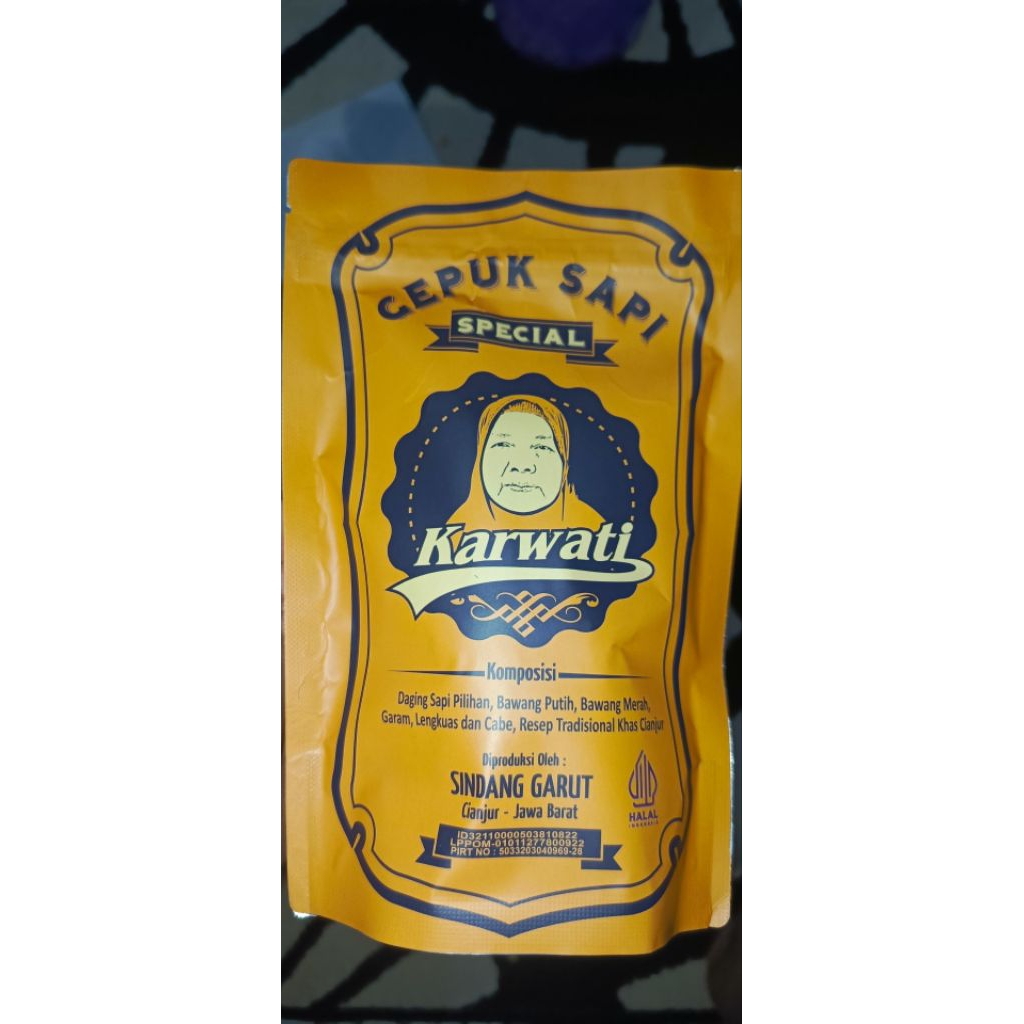 GEPUK SAPI
SPECIAL
Karwati
Komposisi
Daging Sapi Pilihan, Bawang Putih, Bawang Merah,
Garam, Lengkuas dan Cabe, Resep Tradisional Khas Cianjur
Diproduksi Oleh :
SINDANG GARUT
Cianjur - Jawa Barat
HALAL
INDONESIA
ID32110000503810822
LPPOM-01011277800922
PIRT NO : 5033203040969-28